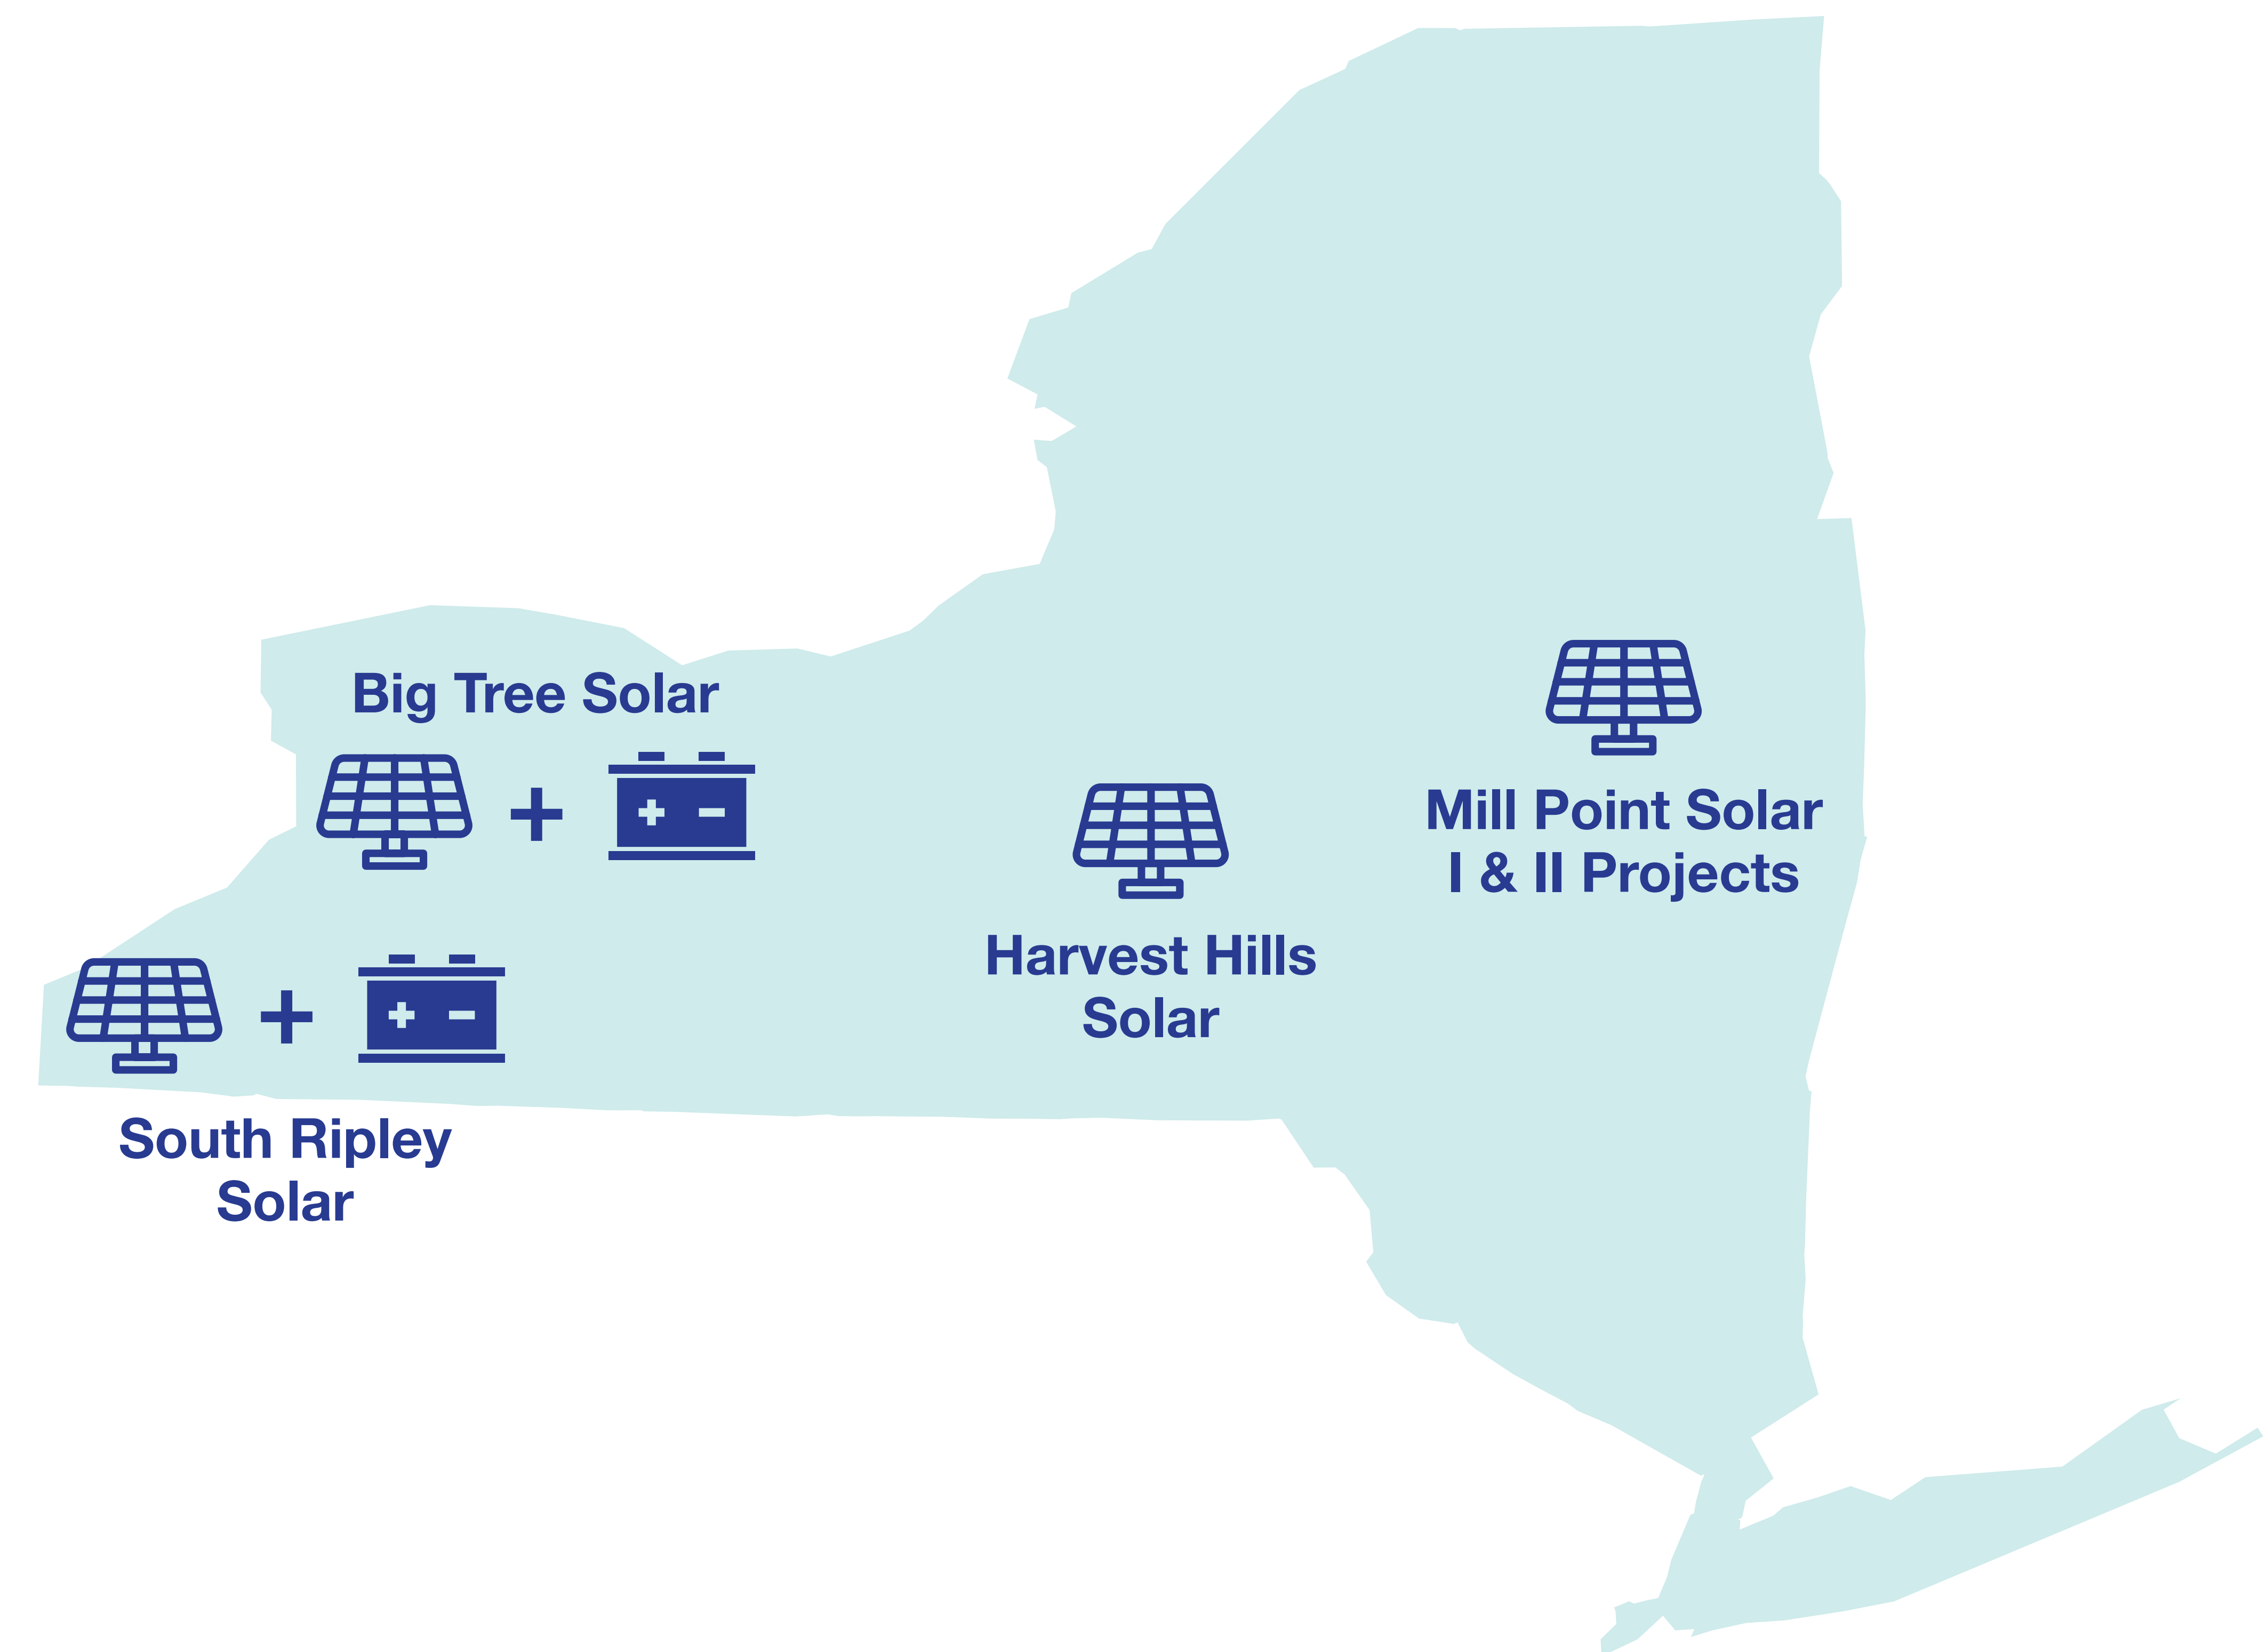 Big Tree Solar
Mill Point Solar
I & II Projects
Harvest Hills
Solar
South Ripley
Solar